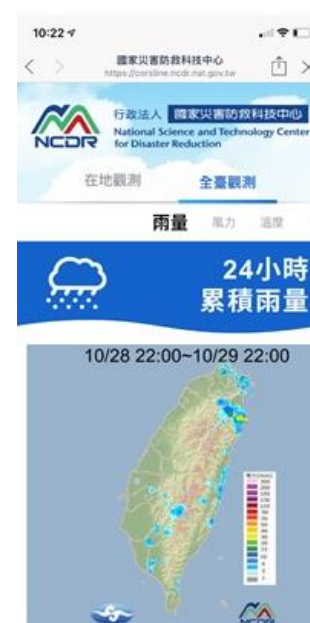 10:22
國家災害防救科技中心
https://coraline.ncdr.nat.gov.tw
NCDR
行政法人 國家災害防救科技中心
National Science and Technology Center
for Disaster Reduction
在地觀測 全臺觀測
雨量 風力 溫度
24小時
累積雨量
10/28 22:00~10/29 22:00
NCDR